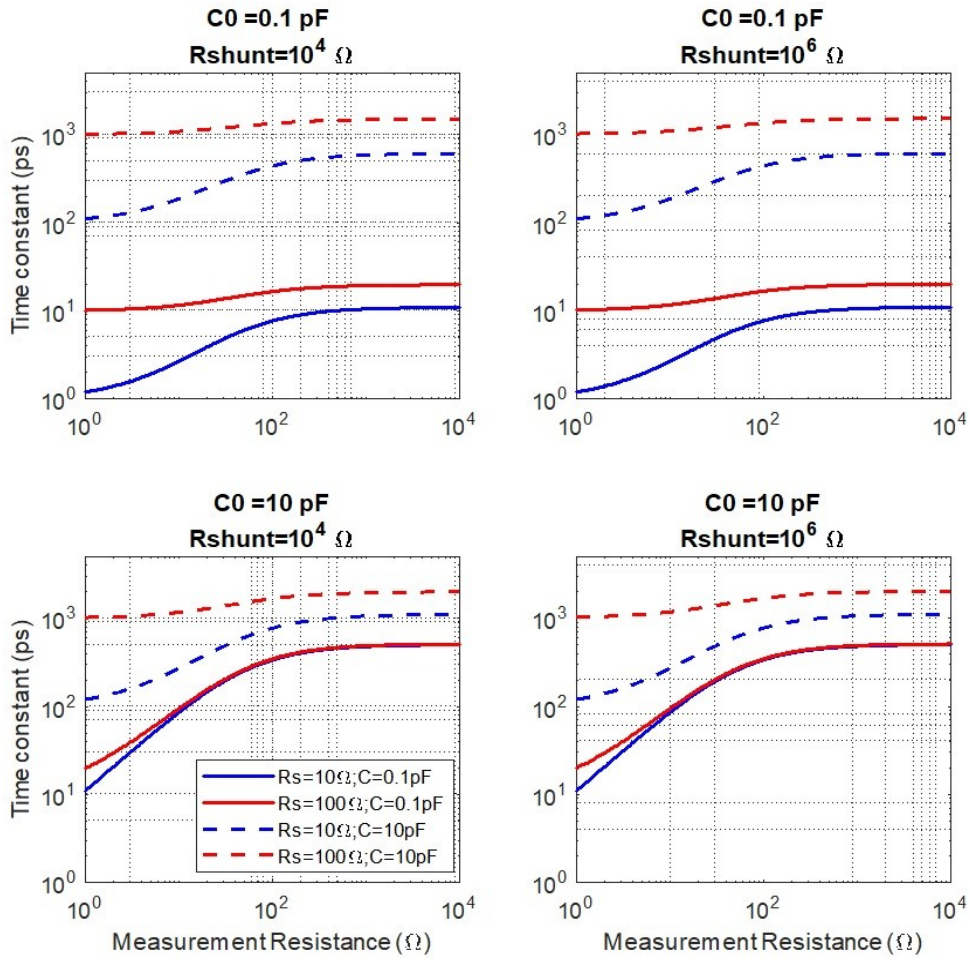 C0 =0.1 pF
Rshunt=10⁴ Ω
Time constant (ps)
10³
10²
10¹
10⁰
10⁰
10²
10⁴
C0 =0.1 pF
Rshunt=10⁶ Ω
10³
10²
10¹
10⁰
10⁰
10²
10⁴
C0 =10 pF
Rshunt=10⁴ Ω
Time constant (ps)
10³
10²
10¹
10⁰
Rs=10Ω;C=0.1pF
Rs=100Ω;C=0.1pF
Rs=10Ω;C=10pF
Rs=100Ω;C=10pF
10⁰
10²
10⁴
Measurement Resistance (Ω)
C0 =10 pF
Rshunt=10⁶ Ω
10³
10²
10¹
10⁰
10⁰
10²
10⁴
Measurement Resistance (Ω)